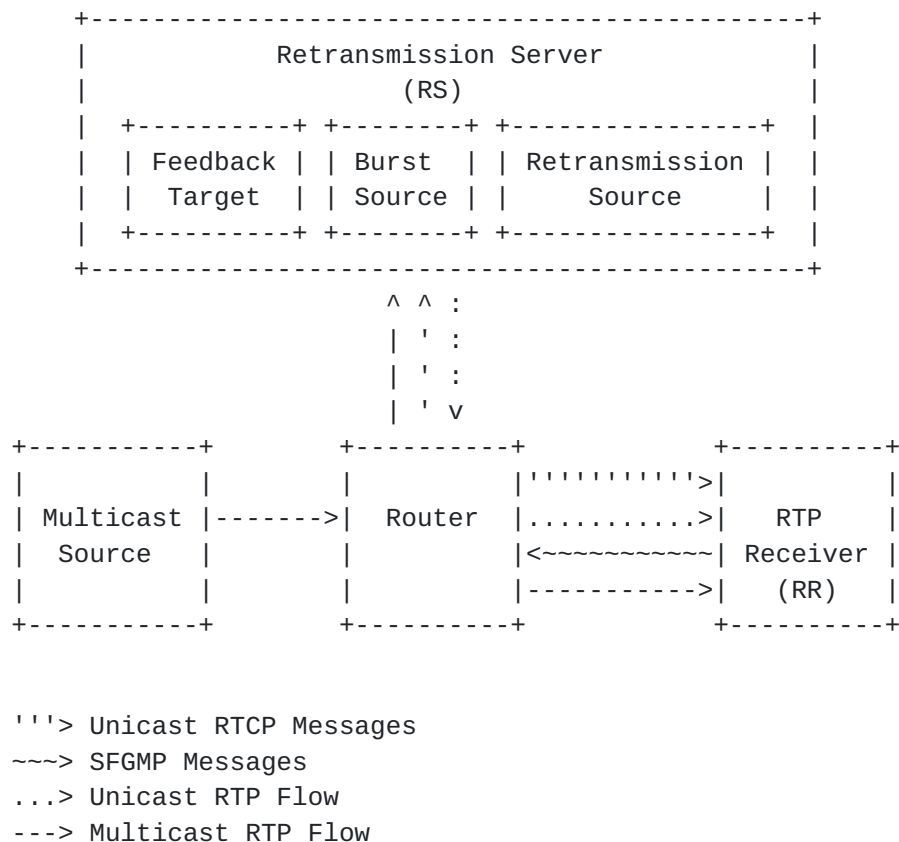 Retransmission Server
(RS)
Feedback Burst Retransmission
Target Source Source
Multicast Router RTP
Source Receiver
(RR)
'''> Unicast RTCP Messages
~~~> SFGMP Messages
...> Unicast RTP Flow
---> Multicast RTP Flow